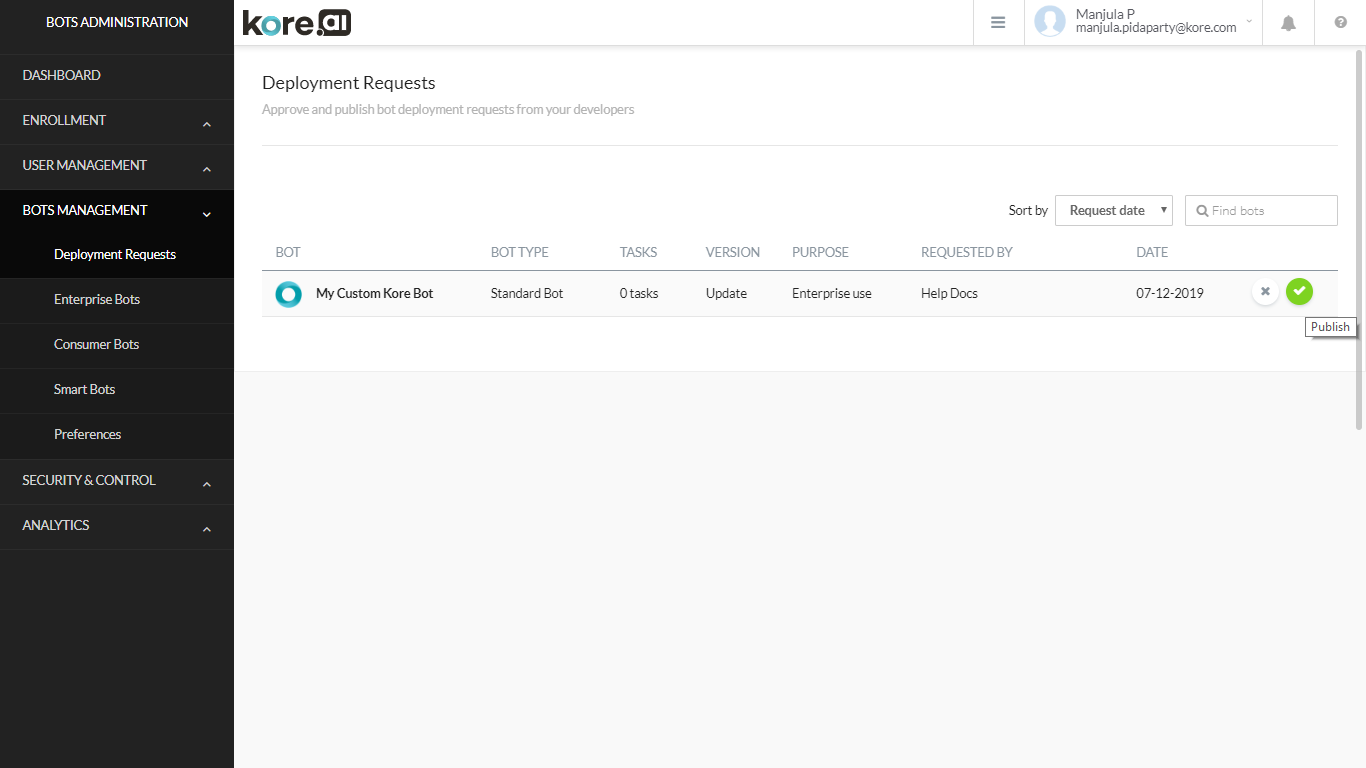 BOTS ADMINISTRATION
DASHBOARD
ENROLLMENT
USER MANAGEMENT
BOTS MANAGEMENT
Deployment Requests
Enterprise Bots
Consumer Bots
Smart Bots
Preferences
SECURITY & CONTROL
ANALYTICS
kore.ai
Manjula P
manjula.pidaparty@kore.com
Deployment Requests
Approve and publish bot deployment requests from your developers
Sort by Request date Find bots
BOT BOT TYPE TASKS VERSION PURPOSE REQUESTED BY DATE
My Custom Kore Bot Standard Bot 0 tasks Update Enterprise use Help Docs 07-12-2019
Publish